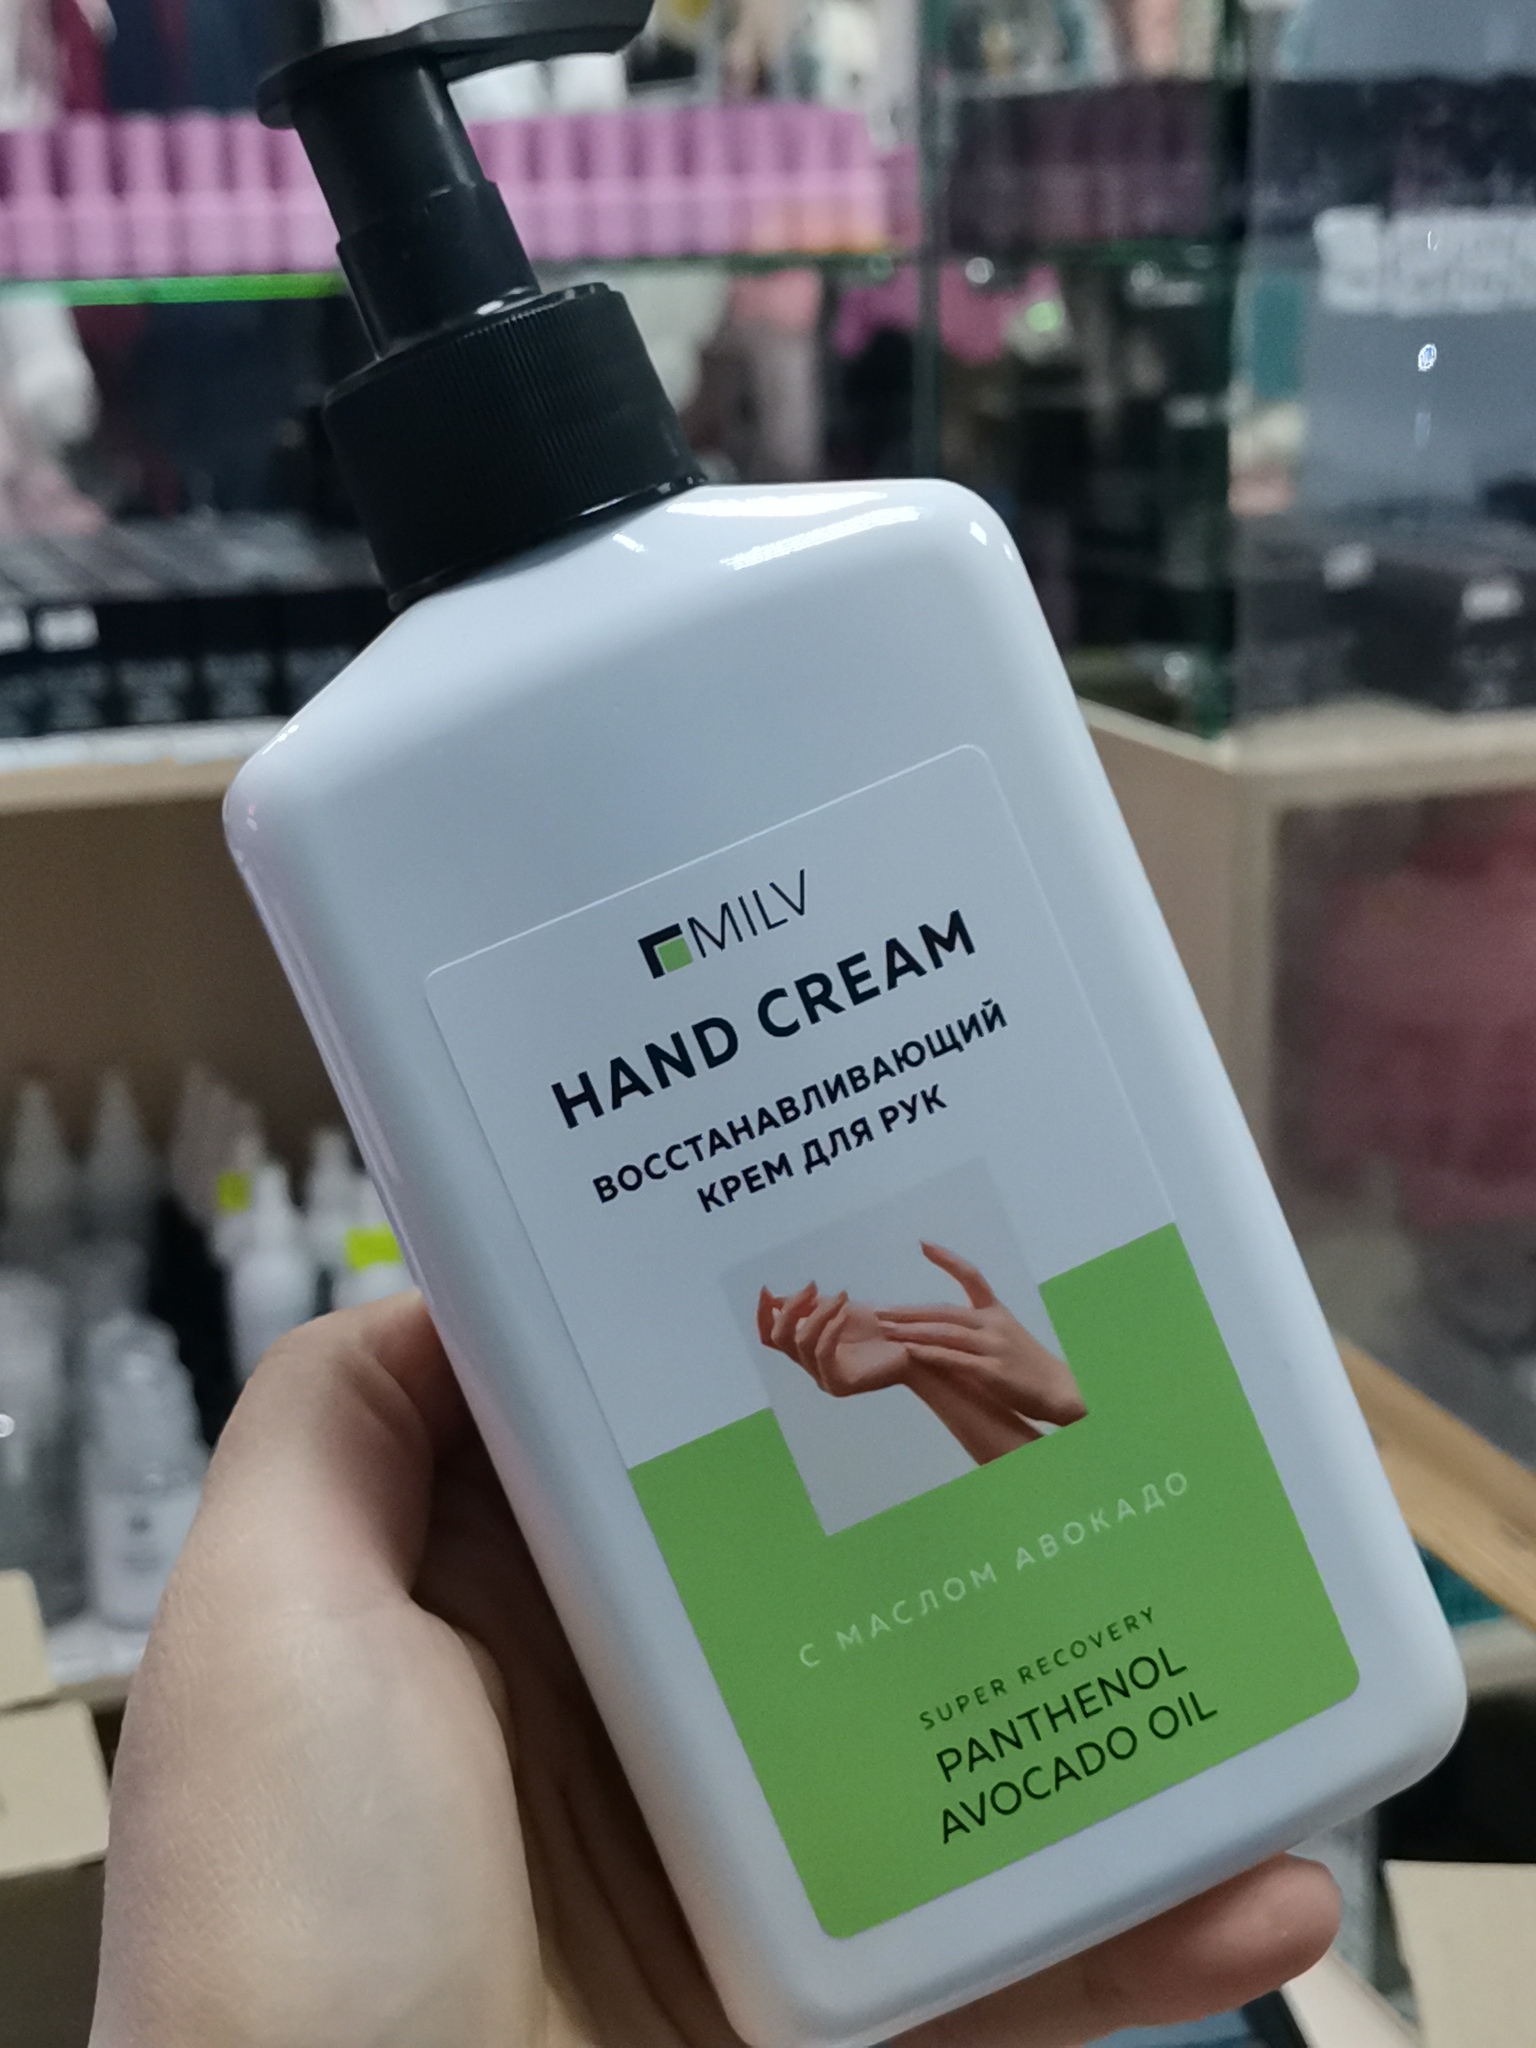 MILV
HAND CREAM
ВОССТАНАВЛИВАЮЩИЙ
КРЕМ ДЛЯ РУК
С МАСЛОМ АВОКАДО
SUPER RECOVERY
PANTHENOL
AVOCADO OIL